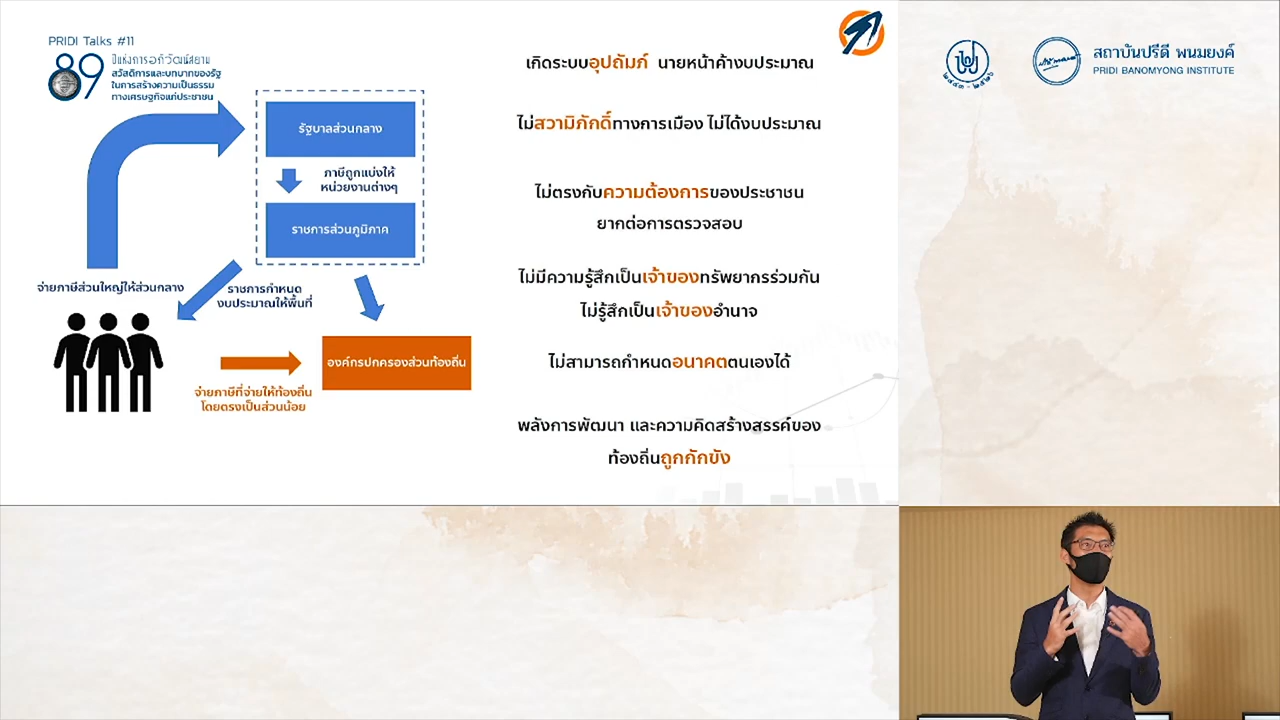 PRIDI Talks #11
89
ปีแห่งการอภิวัฒน์สยาม
สวัสดิการและบทบาทของรัฐ
ในการสร้างความเป็นธรรม
ทางเศรษฐกิจแก่ประชาชน
รัฐบาลส่วนกลาง
ภาษีถูกแบ่งให้
หน่วยงานต่างๆ
ราชการส่วนภูมิภาค
จ่ายภาษีส่วนใหญ่ให้ส่วนกลาง
ราชการกำหนด
งบประมาณให้พื้นที่
องค์กรปกครองส่วนท้องถิ่น
จ่ายภาษีที่จ่ายให้ท้องถิ่น
โดยตรงเป็นส่วนน้อย
เกิดระบบอุปถัมภ์ นายหน้าค้างบประมาณ
ไม่สวามิภักดิ์ทางการเมือง ไม่ได้งบประมาณ
ไม่ตรงกับความต้องการของประชาชน
ยากต่อการตรวจสอบ
ไม่มีความรู้สึกเป็นเจ้าของทรัพยากรร่วมกัน
ไม่รู้สึกเป็นเจ้าของอำนาจ
ไม่สามารถกำหนดอนาคตตนเองได้
พลังการพัฒนา และความคิดสร้างสรรค์ของ
ท้องถิ่นถูกกักขัง
๒๔๔๓ - ๒๕๒๖
สถาบันปรีดี พนมยงค์
PRIDI BANOMYONG INSTITUTE